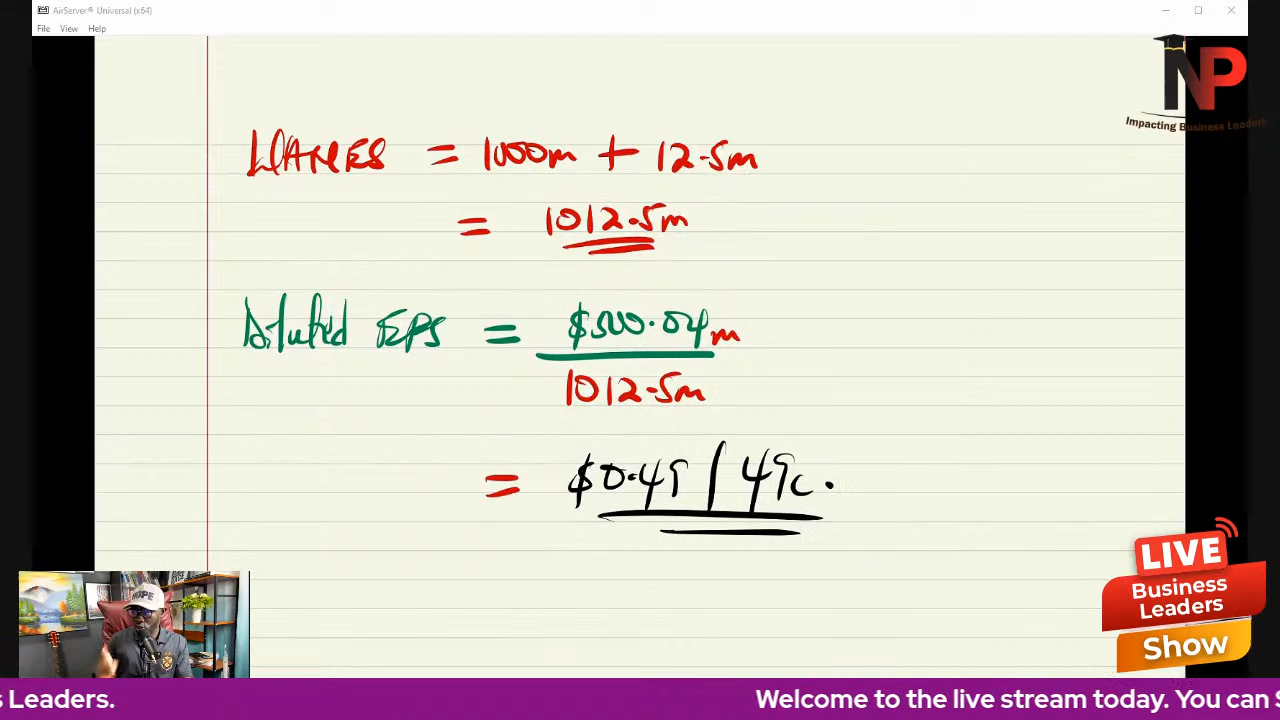 AirServer® Universal (x64)
File View Help
NP
Impacting Business Leaders
= 1000m + 12.5m
= 1012.5m
Diluted EPS = $500.04m
1012.5m
= $0.49 / 49c.
LIVE
Business
Leaders
Show
s Leaders.
Welcome to the live stream today. You can S